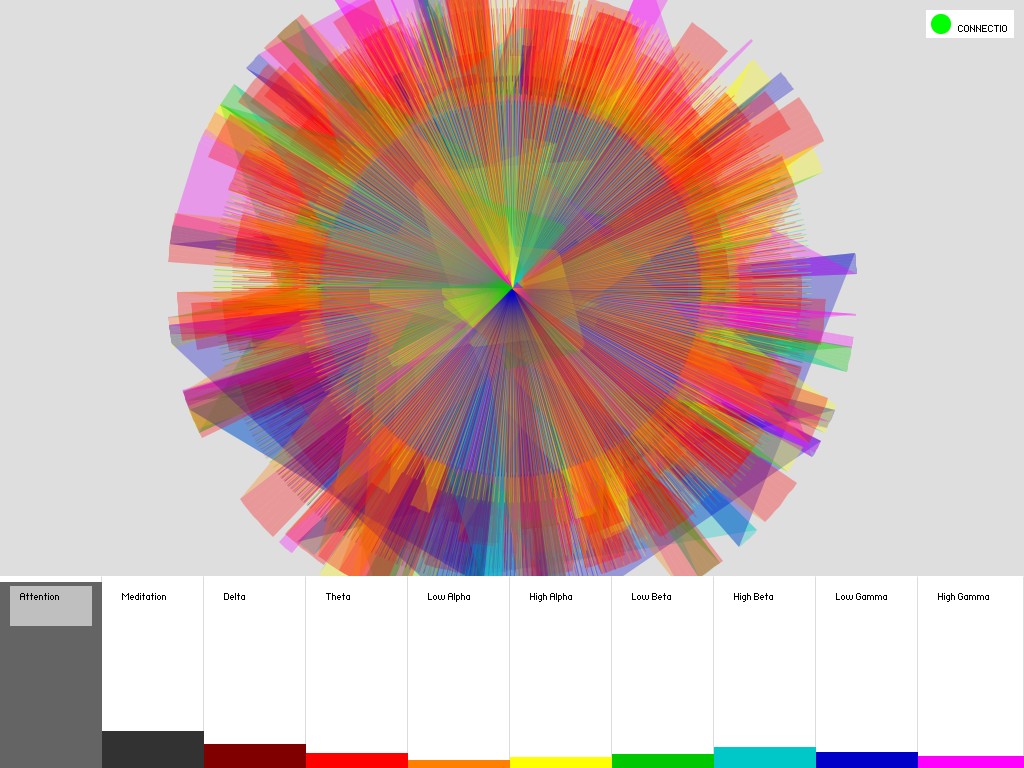 CONNECTIO
Attention
Meditation
Delta
Theta
Low Alpha
High Alpha
Low Beta
High Beta
Low Gamma
High Gamma